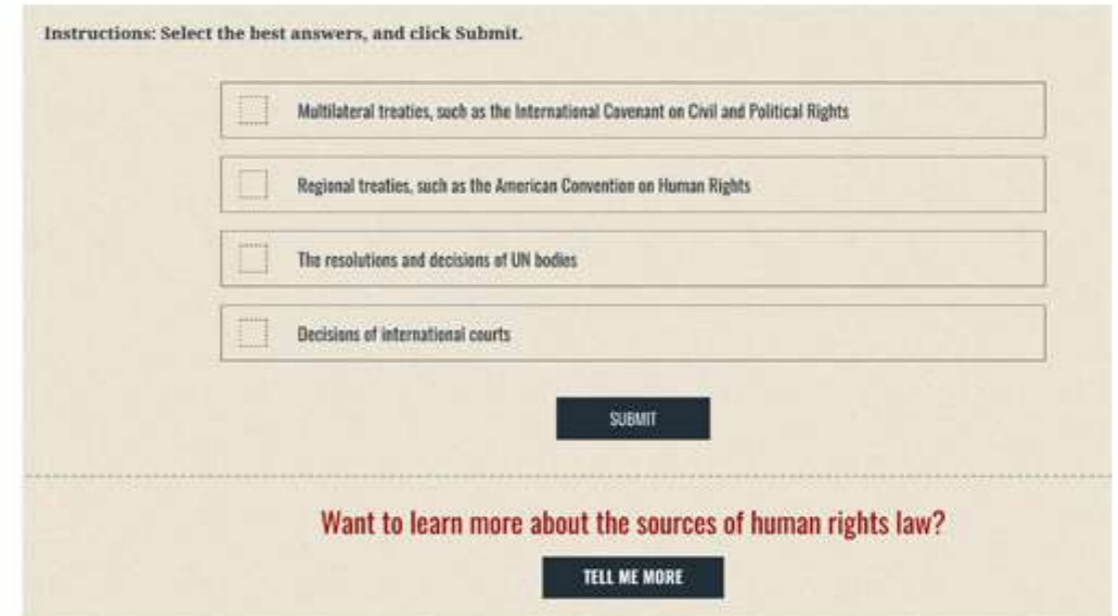 Instructions: Select the best answers, and click Submit.
Multilateral treaties, such as the International Covenant on Civil and Political Rights
Regional treaties, such as the American Convention on Human Rights
The resolutions and decisions of UN bodies
Decisions of international courts
SUBMIT
Want to learn more about the sources of human rights law?
TELL ME MORE